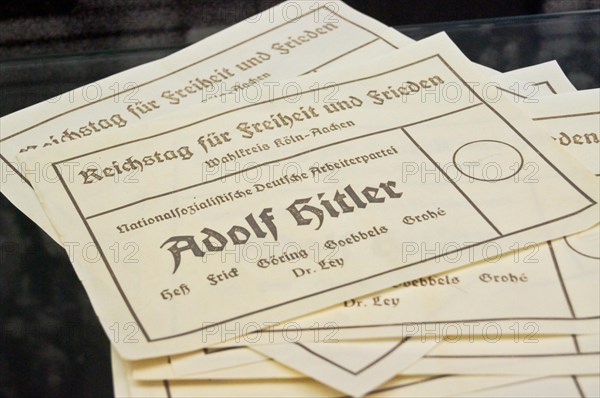 Reichstag für Freiheit und Frieden
Reichstag für Freiheit und Frieden
Wahlkreis Köln-Aachen
Nationalsozialistische Deutsche Arbeiterpartei
Adolf Hitler
Heß Frick Göring Goebbels Grohé
Dr. Ley
Frieden
Goebbels Grohé
Dr. Ley